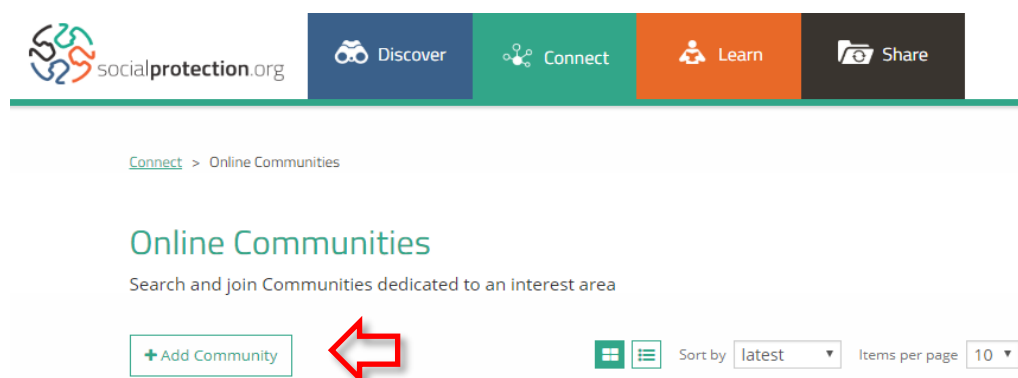 socialprotection.org
Discover
Connect
Learn
Share
Connect > Online Communities
Online Communities
Search and join Communities dedicated to an interest area
+ Add Community
Sort by latest Items per page 10